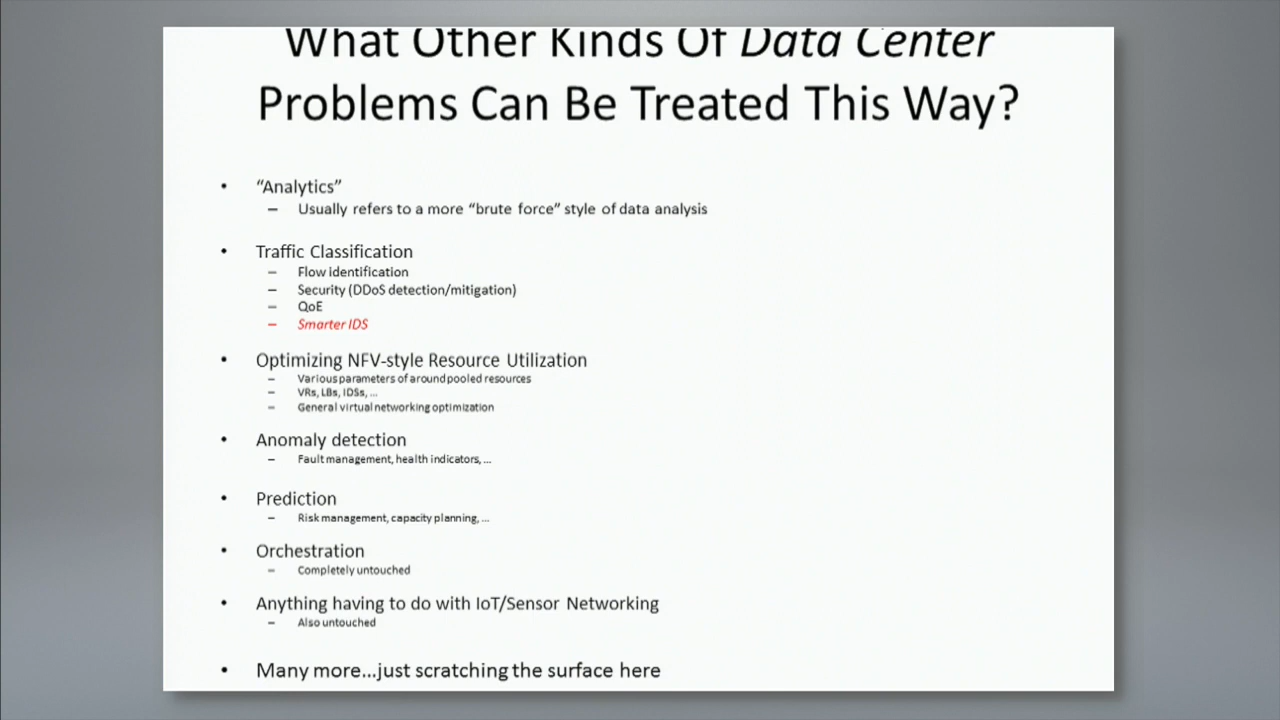 What Other Kinds Of Data Center
Problems Can Be Treated This Way?
• "Analytics"
– Usually refers to a more "brute force" style of data analysis
• Traffic Classification
– Flow identification
– Security (DDoS detection/mitigation)
– QoE
– Smarter IDS
• Optimizing NFV-style Resource Utilization
– Various parameters of around pooled resources
– VRs, LBs, IDSs, ...
– General virtual networking optimization
• Anomaly detection
– Fault management, health indicators, ...
• Prediction
– Risk management, capacity planning, ...
• Orchestration
– Completely untouched
• Anything having to do with IoT/Sensor Networking
– Also untouched
• Many more...just scratching the surface here